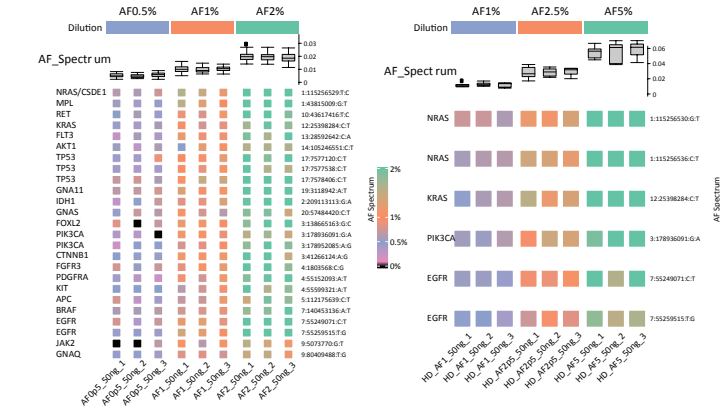 AF0.5% AF1% AF2%
Dilution
AF_Spectrum
0.03
0.02
0.01
0
NRAS/CSDE1 1:115256529:T:C
MPL 1:43815009:G:T
RET 10:43617416:T:C
KRAS 12:25398284:C:T
FLT3 13:28592642:C:A
AKT1 14:105246551:C:T
TP53 17:7577120:C:T
TP53 17:7577538:C:T
TP53 17:7578406:C:T
GNA11 19:3118942:A:T
IDH1 2:209113113:G:A
GNAS 20:57484420:C:T
FOXL2 3:138665163:G:C
PIK3CA 3:178936091:G:A
PIK3CA 3:178952085:A:G
CTNNB1 3:41266124:A:G
FGFR3 4:1803568:C:G
PDGFRA 4:55152093:A:T
KIT 4:55599321:A:T
APC 5:112175639:C:T
BRAF 7:140453136:A:T
EGFR 7:55249071:C:T
EGFR 7:55259515:T:G
JAK2 9:5073770:G:T
GNAQ 9:80409488:T:G
AF0p5_50ng_1
AF0p5_50ng_2
AF0p5_50ng_3
AF1_50ng_1
AF1_50ng_2
AF1_50ng_3
AF2_50ng_1
AF2_50ng_2
AF2_50ng_3
AF Spectrum
2%
1%
0.5%
0%
AF1% AF2.5% AF5%
Dilution
AF_Spectrum
0.06
0.04
0.02
0
NRAS 1:115256530:G:T
NRAS 1:115256536:C:T
KRAS 12:25398284:C:T
PIK3CA 3:178936091:G:A
EGFR 7:55249071:C:T
EGFR 7:55259515:T:G
HD_AF1_50ng_1
HD_AF1_50ng_2
HD_AF1_50ng_3
HD_AF2p5_50ng_1
HD_AF2p5_50ng_2
HD_AF2p5_50ng_3
HD_AF5_50ng_1
HD_AF5_50ng_2
HD_AF5_50ng_3
AF Spectrum